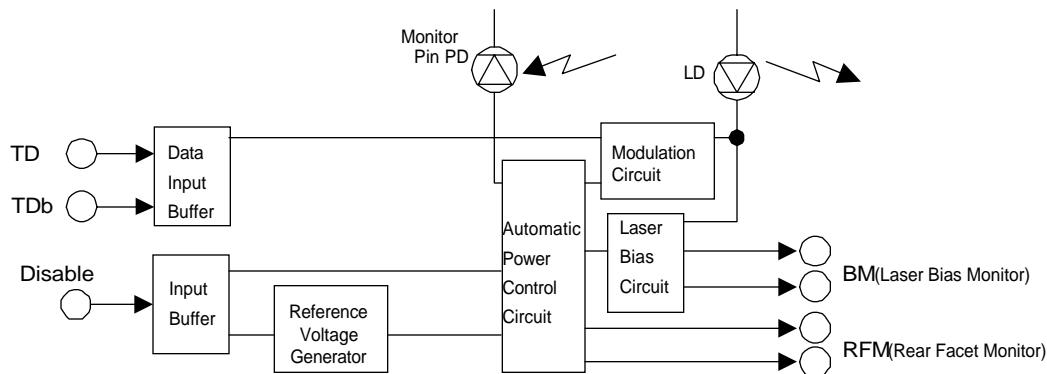 Monitor
Pin PD
LD
TD
TDb
Data
Input
Buffer
Modulation
Circuit
Automatic
Power
Control
Circuit
Laser
Bias
Circuit
BM(Laser Bias Monitor)
Disable
Input
Buffer
Reference
Voltage
Generator
RFM(Rear Facet Monitor)